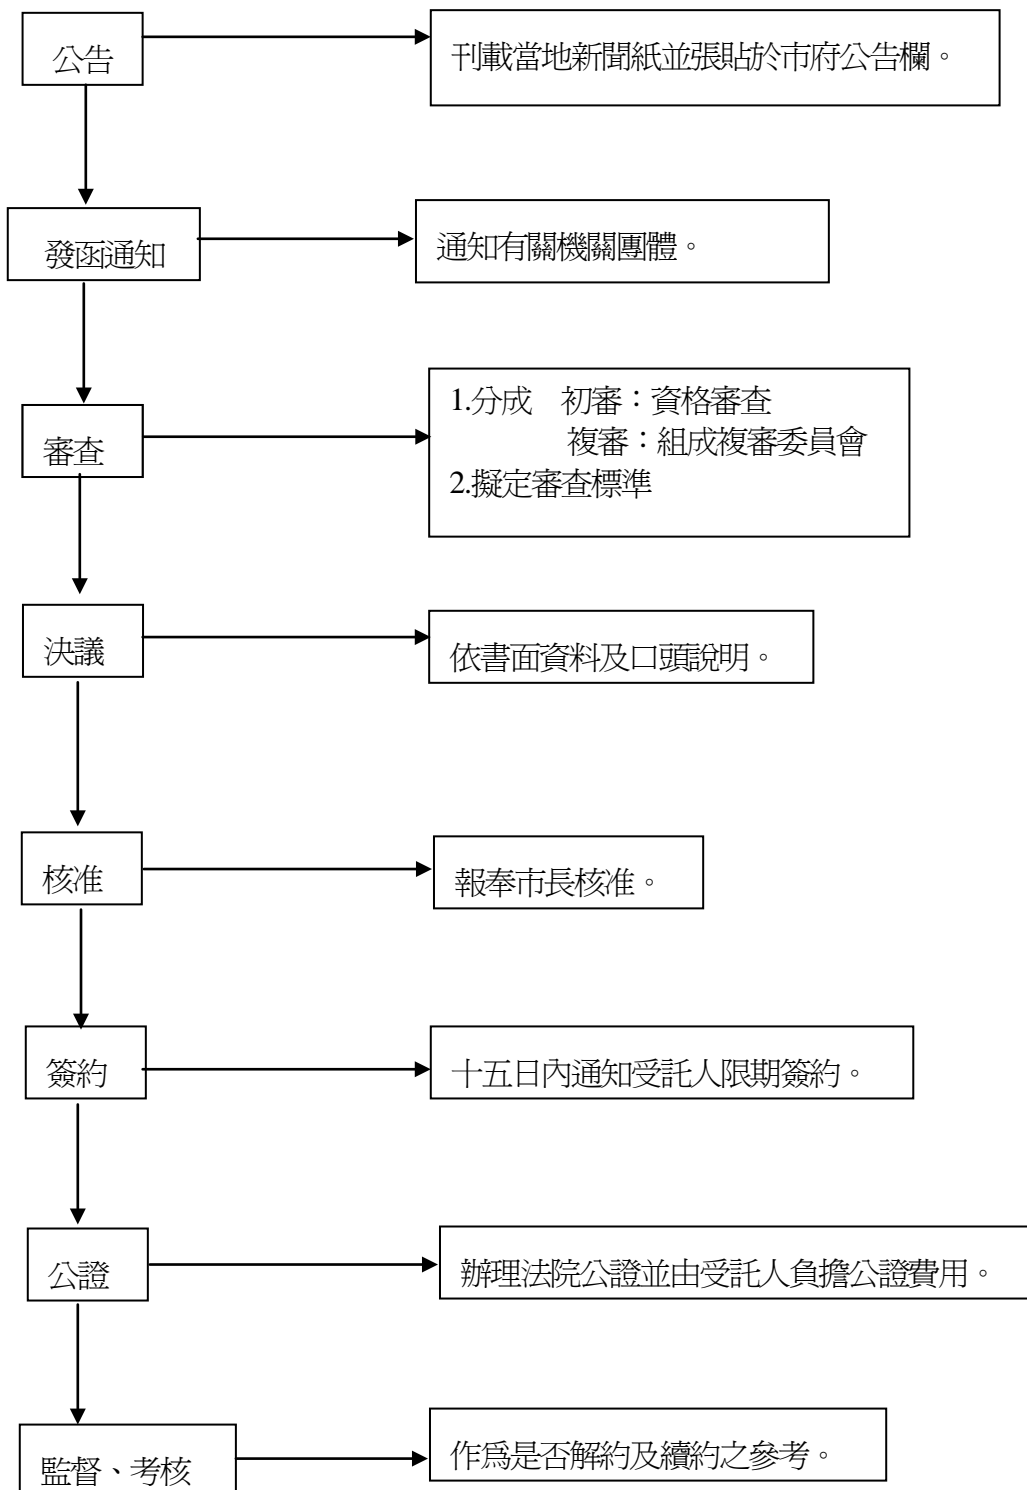 公告
刊載當地新聞紙並張貼於市府公告欄。
發函通知
通知有關機關團體。
審查
1.分成　初審：資格審查
複審：組成複審委員會
2.擬定審查標準
決議
依書面資料及口頭說明。
核准
報奉市長核准。
簽約
十五日內通知受託人限期簽約。
公證
辦理法院公證並由受託人負擔公證費用。
監督、考核
作為是否解約及續約之參考。